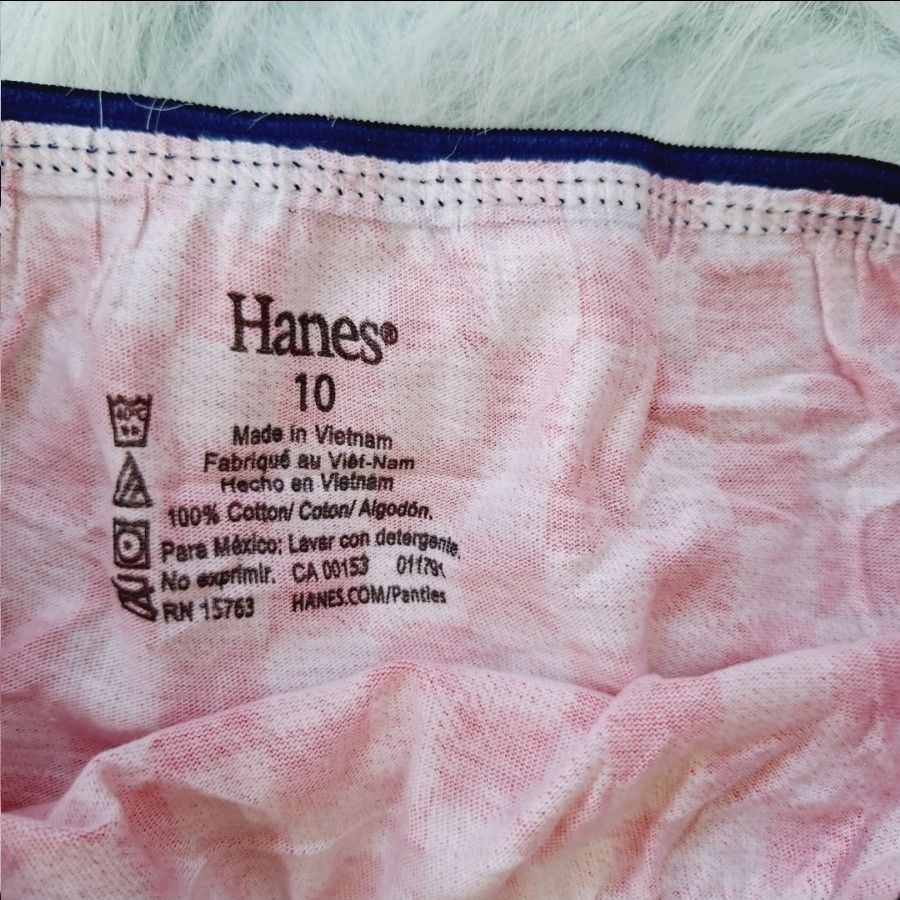 Hanes®
10
40°C
Made in Vietnam
Fabriqué au Viêt-Nam
Hecho en Vietnam
100% Cotton/ Coton/ Algodón.
Para México: Lavar con detergente.
No exprimir. CA 00153
RN 15763 HANES.COM/Panties